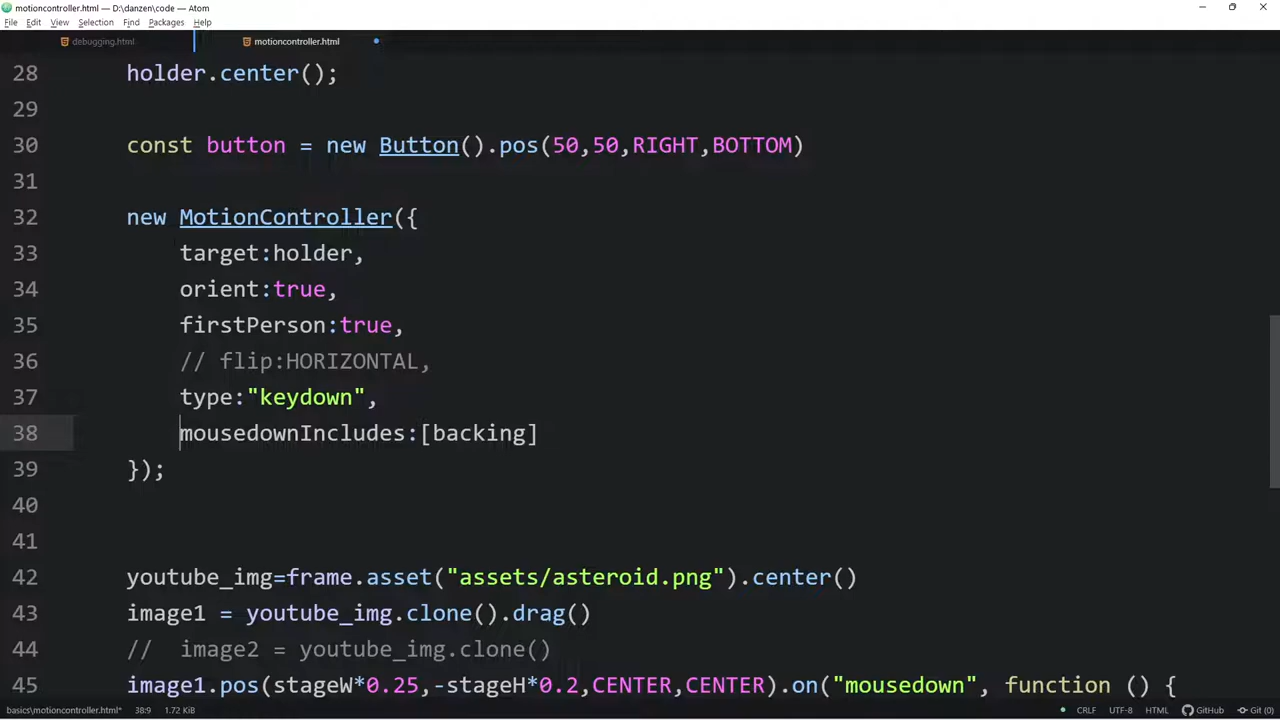 motioncontroller.html — D:\danzen\code — Atom
File Edit View Selection Find Packages Help
debugging.html motioncontroller.html
28 holder.center();
29
30 const button = new Button().pos(50,50,RIGHT,BOTTOM)
31
32 new MotionController({
33 target:holder,
34 orient:true,
35 firstPerson:true,
36 // flip:HORIZONTAL,
37 type:"keydown",
38 mousedownIncludes:[backing]
39 });
40
41
42 youtube_img=frame.asset("assets/asteroid.png").center()
43 image1 = youtube_img.clone().drag()
44 // image2 = youtube_img.clone()
45 image1.pos(stageW*0.25,-stageH*0.2,CENTER,CENTER).on("mousedown", function () {
basics\motioncontroller.html* 38:9 1.72 KiB CRLF UTF-8 HTML GitHub Git (0)